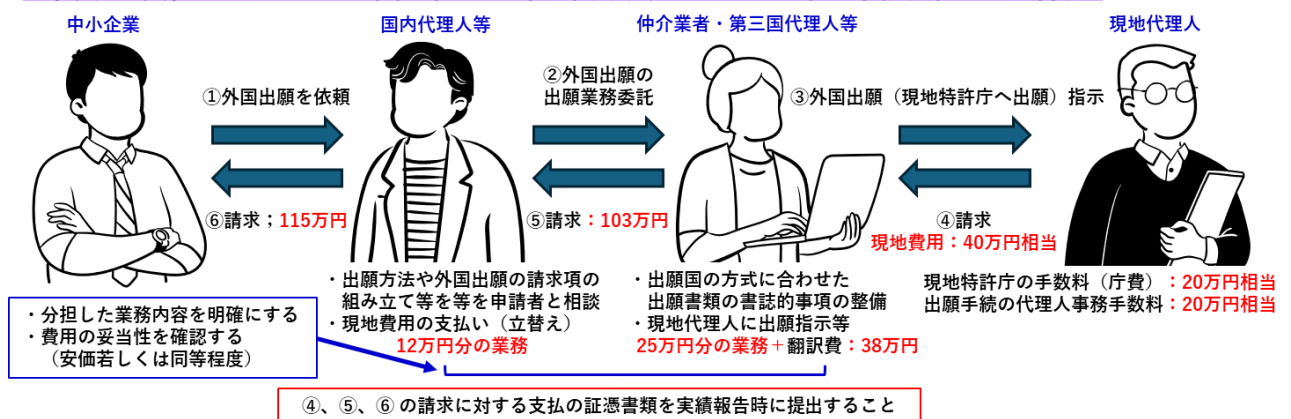 中小企業
国内代理人等
仲介業者・第三国代理人等
現地代理人
①外国出願を依頼
②外国出願の
出願業務委託
③外国出願（現地特許庁へ出願）指示
⑥請求；115万円
⑤請求：103万円
④請求
現地費用：40万円相当
・出願方法や外国出願の請求項の
組み立て等を等を申請者と相談
・現地費用の支払い（立替え）
12万円分の業務
・出願国の方式に合わせた
出願書類の書誌的事項の整備
・現地代理人に出願指示等
25万円分の業務＋翻訳費：38万円
現地特許庁の手数料（庁費）：20万円相当
出願手続の代理人事務手数料：20万円相当
・分担した業務内容を明確にする
・費用の妥当性を確認する
（安価若しくは同等程度）
④、⑤、⑥ の請求に対する支払の証憑書類を実績報告時に提出すること